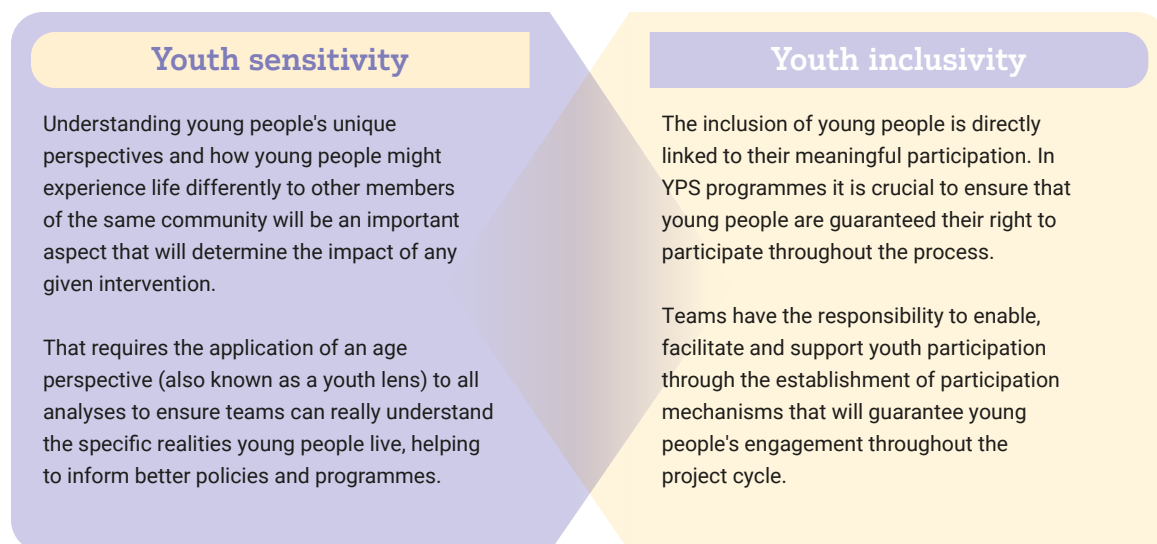 Youth sensitivity
Understanding young people's unique
perspectives and how young people might
experience life differently to other members
of the same community will be an important
aspect that will determine the impact of any
given intervention.
That requires the application of an age
perspective (also known as a youth lens) to all
analyses to ensure teams can really understand
the specific realities young people live, helping
to inform better policies and programmes.
Youth inclusivity
The inclusion of young people is directly
linked to their meaningful participation. In
YPS programmes it is crucial to ensure that
young people are guaranteed their right to
participate throughout the process.
Teams have the responsibility to enable,
facilitate and support youth participation
through the establishment of participation
mechanisms that will guarantee young
people's engagement throughout the
project cycle.